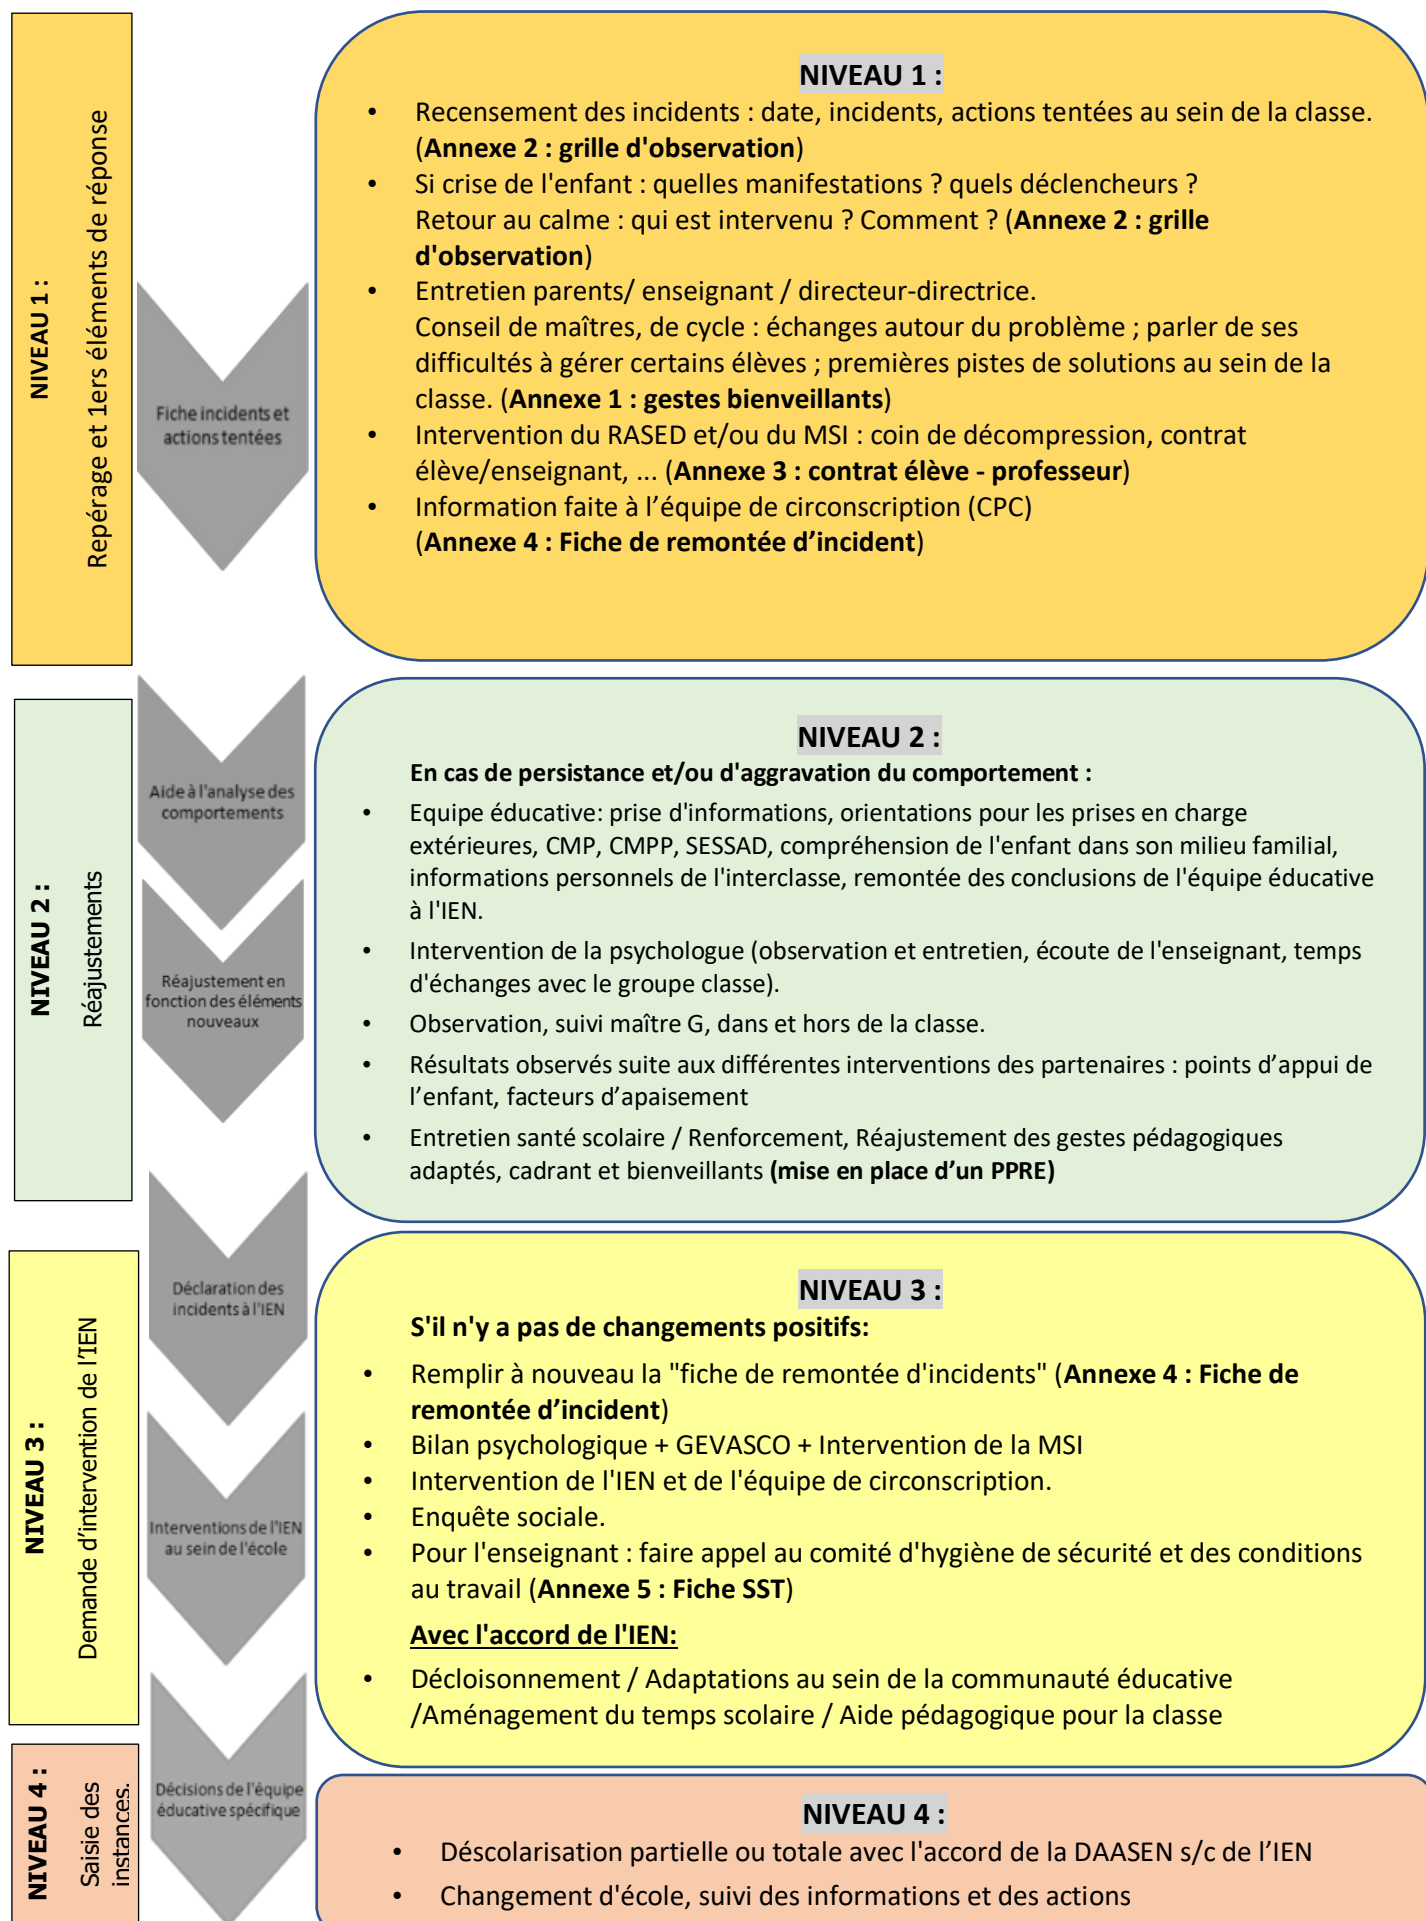 NIVEAU 1 :
Repérage et 1ers éléments de réponse
Fiche incidents et
actions tentées
NIVEAU 1 :
• Recensement des incidents : date, incidents, actions tentées au sein de la classe.
(Annexe 2 : grille d'observation)
• Si crise de l'enfant : quelles manifestations ? quels déclencheurs ?
Retour au calme : qui est intervenu ? Comment ? (Annexe 2 : grille
d'observation)
• Entretien parents/ enseignant / directeur-directrice.
Conseil de maîtres, de cycle : échanges autour du problème ; parler de ses
difficultés à gérer certains élèves ; premières pistes de solutions au sein de la
classe. (Annexe 1 : gestes bienveillants)
• Intervention du RASED et/ou du MSI : coin de décompression, contrat
élève/enseignant, ... (Annexe 3 : contrat élève - professeur)
• Information faite à l’équipe de circonscription (CPC)
(Annexe 4 : Fiche de remontée d’incident)
NIVEAU 2 :
Réajustements
Aide à l'analyse des
comportements
Réajustement en
fonction des éléments
nouveaux
NIVEAU 2 :
En cas de persistance et/ou d'aggravation du comportement :
• Equipe éducative: prise d'informations, orientations pour les prises en charge
extérieures, CMP, CMPP, SESSAD, compréhension de l'enfant dans son milieu familial,
informations personnels de l'interclasse, remontée des conclusions de l'équipe éducative
à l'IEN.
• Intervention de la psychologue (observation et entretien, écoute de l'enseignant, temps
d'échanges avec le groupe classe).
• Observation, suivi maître G, dans et hors de la classe.
• Résultats observés suite aux différentes interventions des partenaires : points d’appui de
l’enfant, facteurs d’apaisement
• Entretien santé scolaire / Renforcement, Réajustement des gestes pédagogiques
adaptés, cadrant et bienveillants (mise en place d’un PPRE)
NIVEAU 3 :
Demande d’intervention de l’IEN
Déclaration des
incidents à l'IEN
Interventions de l'IEN
au sein de l'école
NIVEAU 3 :
S'il n'y a pas de changements positifs:
• Remplir à nouveau la "fiche de remontée d'incidents" (Annexe 4 : Fiche de
remontée d’incident)
• Bilan psychologique + GEVASCO + Intervention de la MSI
• Intervention de l'IEN et de l'équipe de circonscription.
• Enquête sociale.
• Pour l'enseignant : faire appel au comité d'hygiène de sécurité et des conditions
au travail (Annexe 5 : Fiche SST)
Avec l'accord de l'IEN:
• Décloisonnement / Adaptations au sein de la communauté éducative
/Aménagement du temps scolaire / Aide pédagogique pour la classe
NIVEAU 4 :
Saisie des
instances.
Décisions de l'équipe
éducative spécifique
NIVEAU 4 :
• Déscolarisation partielle ou totale avec l'accord de la DAASEN s/c de l’IEN
• Changement d'école, suivi des informations et des actions